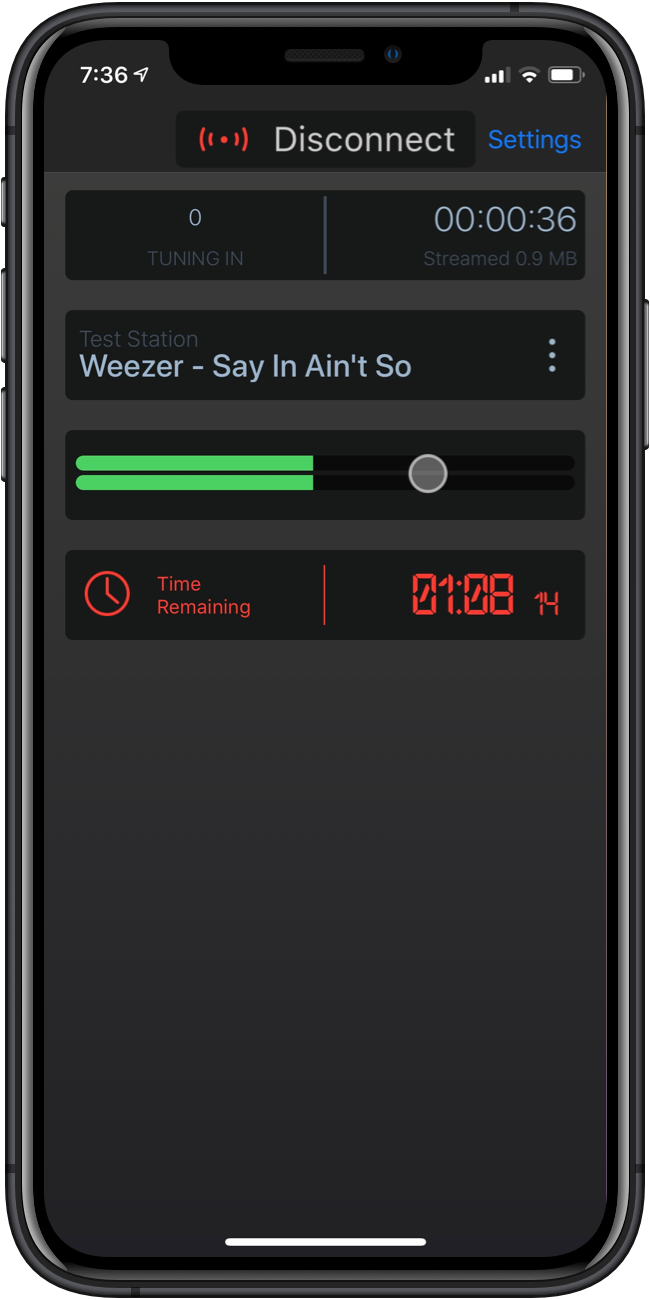 7:36
Disconnect
Settings
0
00:00:36
TUNING IN
Streamed 0.9 MB
Test Station
Weezer - Say In Ain't So
Time
Remaining
01:08 14